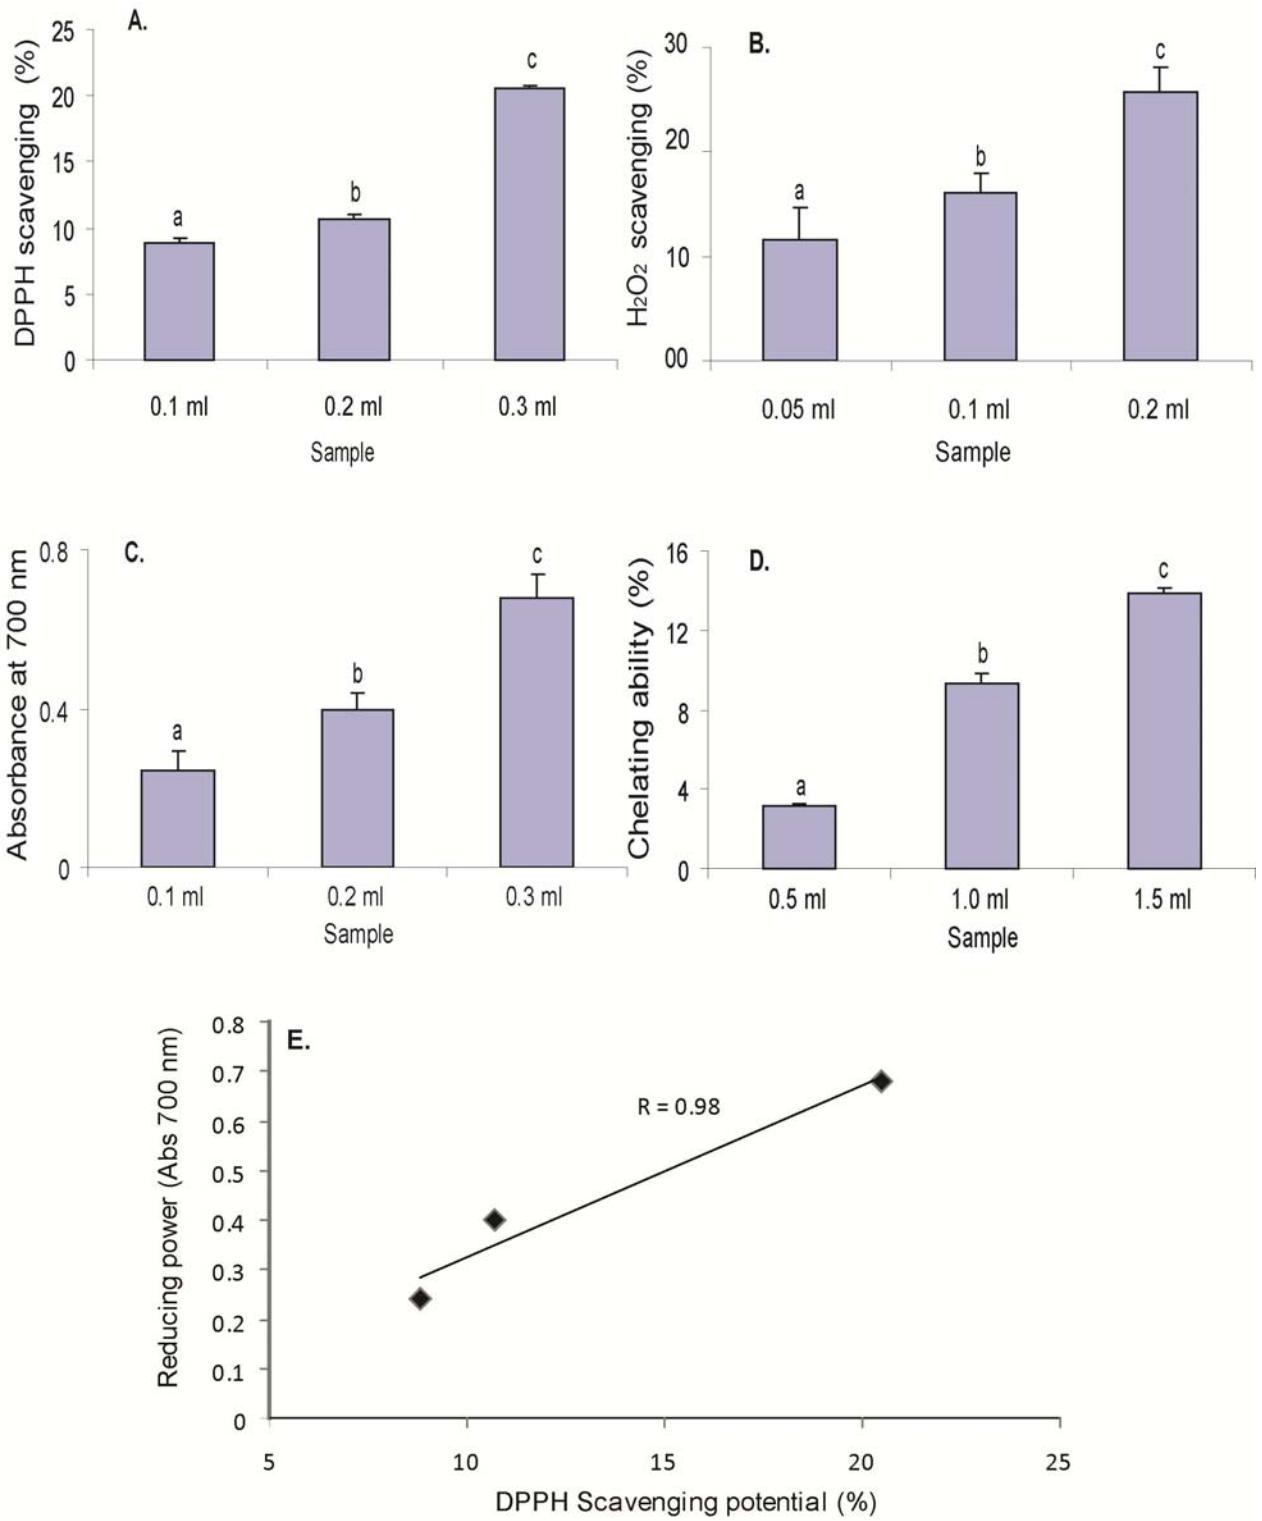 A.
DPPH scavenging (%)
25
20
15
10
5
0
a
b
c
0.1 ml 0.2 ml 0.3 ml
Sample
B.
H₂O₂ scavenging (%)
30
20
10
00
a
b
c
0.05 ml 0.1 ml 0.2 ml
Sample
C.
Absorbance at 700 nm
0.8
0.4
0
a
b
c
0.1 ml 0.2 ml 0.3 ml
Sample
D.
Chelating ability (%)
16
12
8
4
0
a
b
c
0.5 ml 1.0 ml 1.5 ml
Sample
E.
Reducing power (Abs 700 nm)
0.8
0.7
0.6
0.5
0.4
0.3
0.2
0.1
0
R = 0.98
5 10 15 20 25
DPPH Scavenging potential (%)